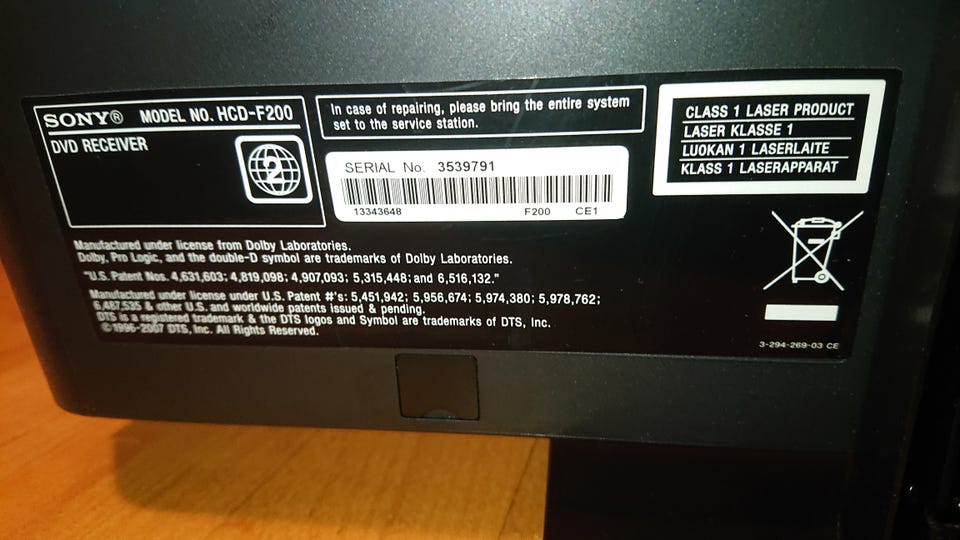 SONY® MODEL NO. HCD-F200
DVD RECEIVER
2
In case of repairing, please bring the entire system
set to the service station.
SERIAL No. 3539791
13343648 F200 CE1
CLASS 1 LASER PRODUCT
LASER KLASSE 1
LUOKAN 1 LASERLAITE
KLASS 1 LASERAPPARAT
Manufactured under license from Dolby Laboratories.
Dolby, Pro Logic, and the double-D symbol are trademarks of Dolby Laboratories.
"U.S. Patent Nos. 4,631,603; 4,819,098; 4,907,093; 5,315,448; and 6,516,132."
Manufactured under license under U.S. Patent #'s: 5,451,942; 5,956,674; 5,974,380; 5,978,762;
6,487,535 & other U.S. and worldwide patents issued & pending.
DTS is a registered trademark & the DTS logos and Symbol are trademarks of DTS, Inc.
©1996-2007 DTS, Inc. All Rights Reserved.
3-294-269-03 CE